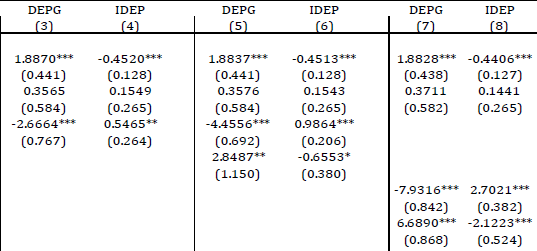 DEPG IDEP DEPG IDEP DEPG IDEP
(3) (4) (5) (6) (7) (8)
1.8870*** -0.4520*** 1.8837*** -0.4513*** 1.8828*** -0.4406***
(0.441) (0.128) (0.441) (0.128) (0.438) (0.127)
0.3565 0.1549 0.3576 0.1543 0.3711 0.1441
(0.584) (0.265) (0.584) (0.265) (0.582) (0.265)
-2.6664*** 0.5465** -4.4556*** 0.9864***
(0.767) (0.264) (0.692) (0.206)
2.8487** -0.6553*
(1.150) (0.380)
-7.9316*** 2.7021***
(0.842) (0.382)
6.6890*** -2.1223***
(0.868) (0.524)